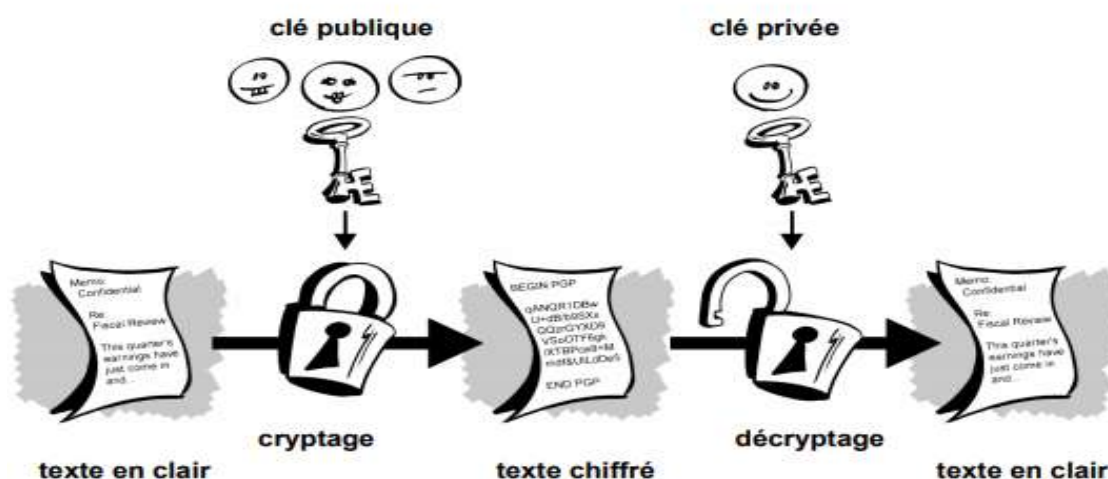 clé publique
clé privée
Memo:
Confidential
Re:
Fiscal Review
This quarter's
earnings have
just come in
and...
BEGIN PGP
END PGP
Memo:
Confidential
Re:
Fiscal Review
This quarter's
earnings have
just come in
and...
cryptage
décryptage
texte en clair
texte chiffré
texte en clair